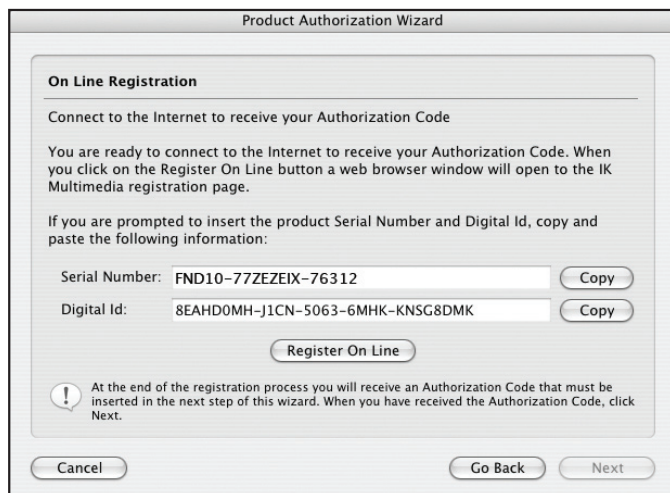 Product Authorization Wizard
On Line Registration
Connect to the Internet to receive your Authorization Code
You are ready to connect to the Internet to receive your Authorization Code. When
you click on the Register On Line button a web browser window will open to the IK
Multimedia registration page.
If you are prompted to insert the product Serial Number and Digital Id, copy and
paste the following information:
Serial Number: FND10-77ZEZEIX-76312 Copy
Digital Id: 8EAHD0MH-J1CN-5063-6MHK-KNSG8DMK Copy
Register On Line
At the end of the registration process you will receive an Authorization Code that must be
inserted in the next step of this wizard. When you have received the Authorization Code, click
Next.
Cancel Go Back Next